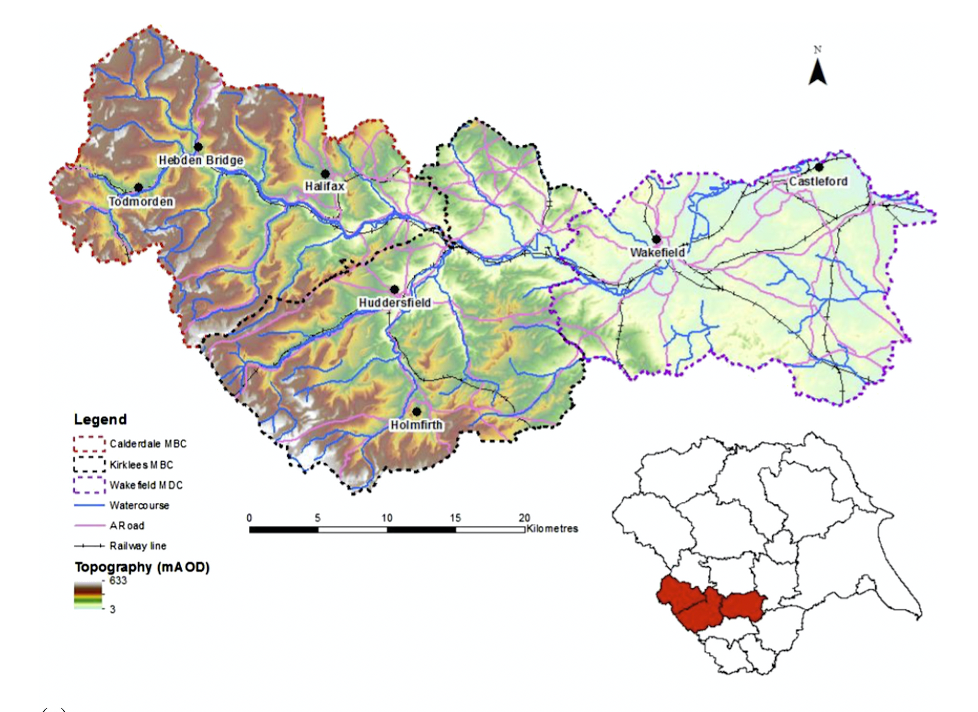 N
Hebden Bridge
Todmorden
Halifax
Castleford
Wakefield
Huddersfield
Holmfirth
Legend
Calderdale MBC
Kirklees MBC
Wakefield MDC
Watercourse
A Road
Railway line
Topography (mAOD)
633
3
0 5 10 15 20
Kilometres